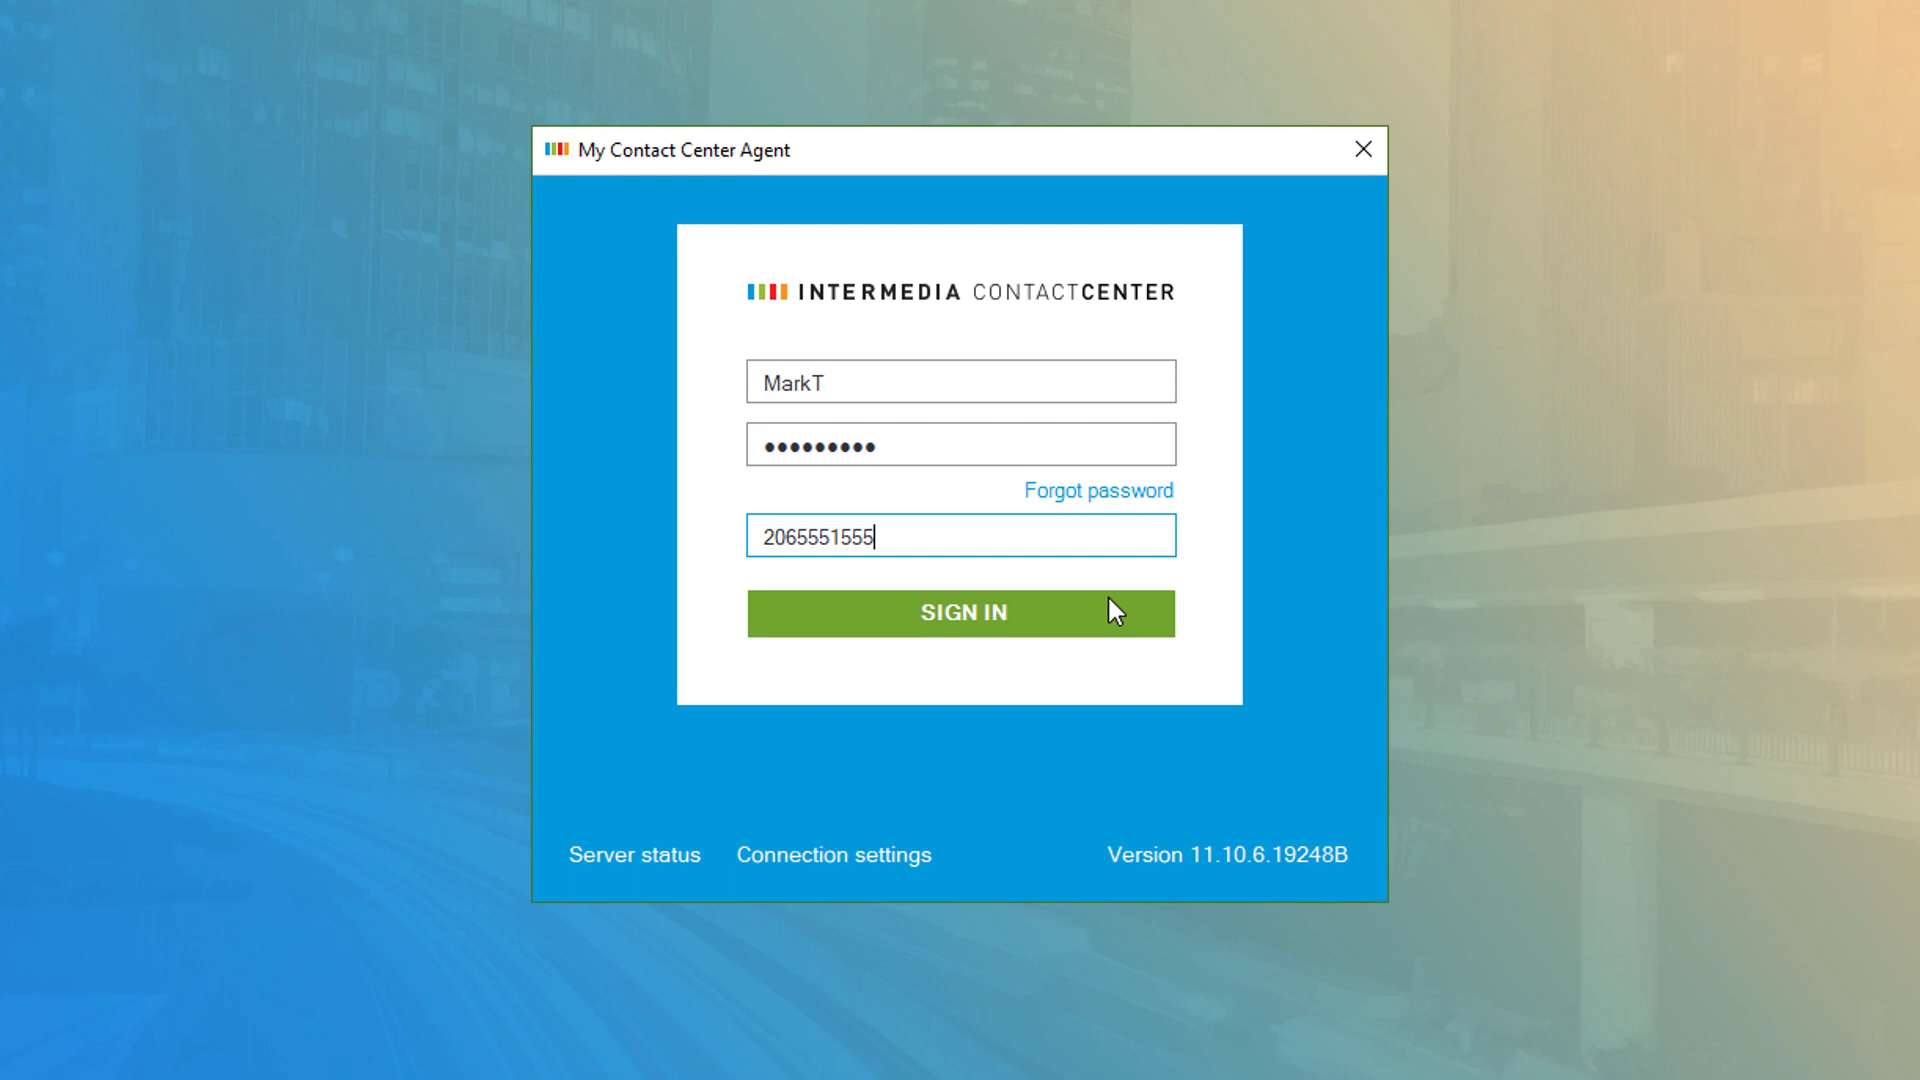 My Contact Center Agent
INTERMEDIA CONTACTCENTER
MarkT
•••••••••
Forgot password
2065551555
SIGN IN
Server status Connection settings Version 11.10.6.19248B